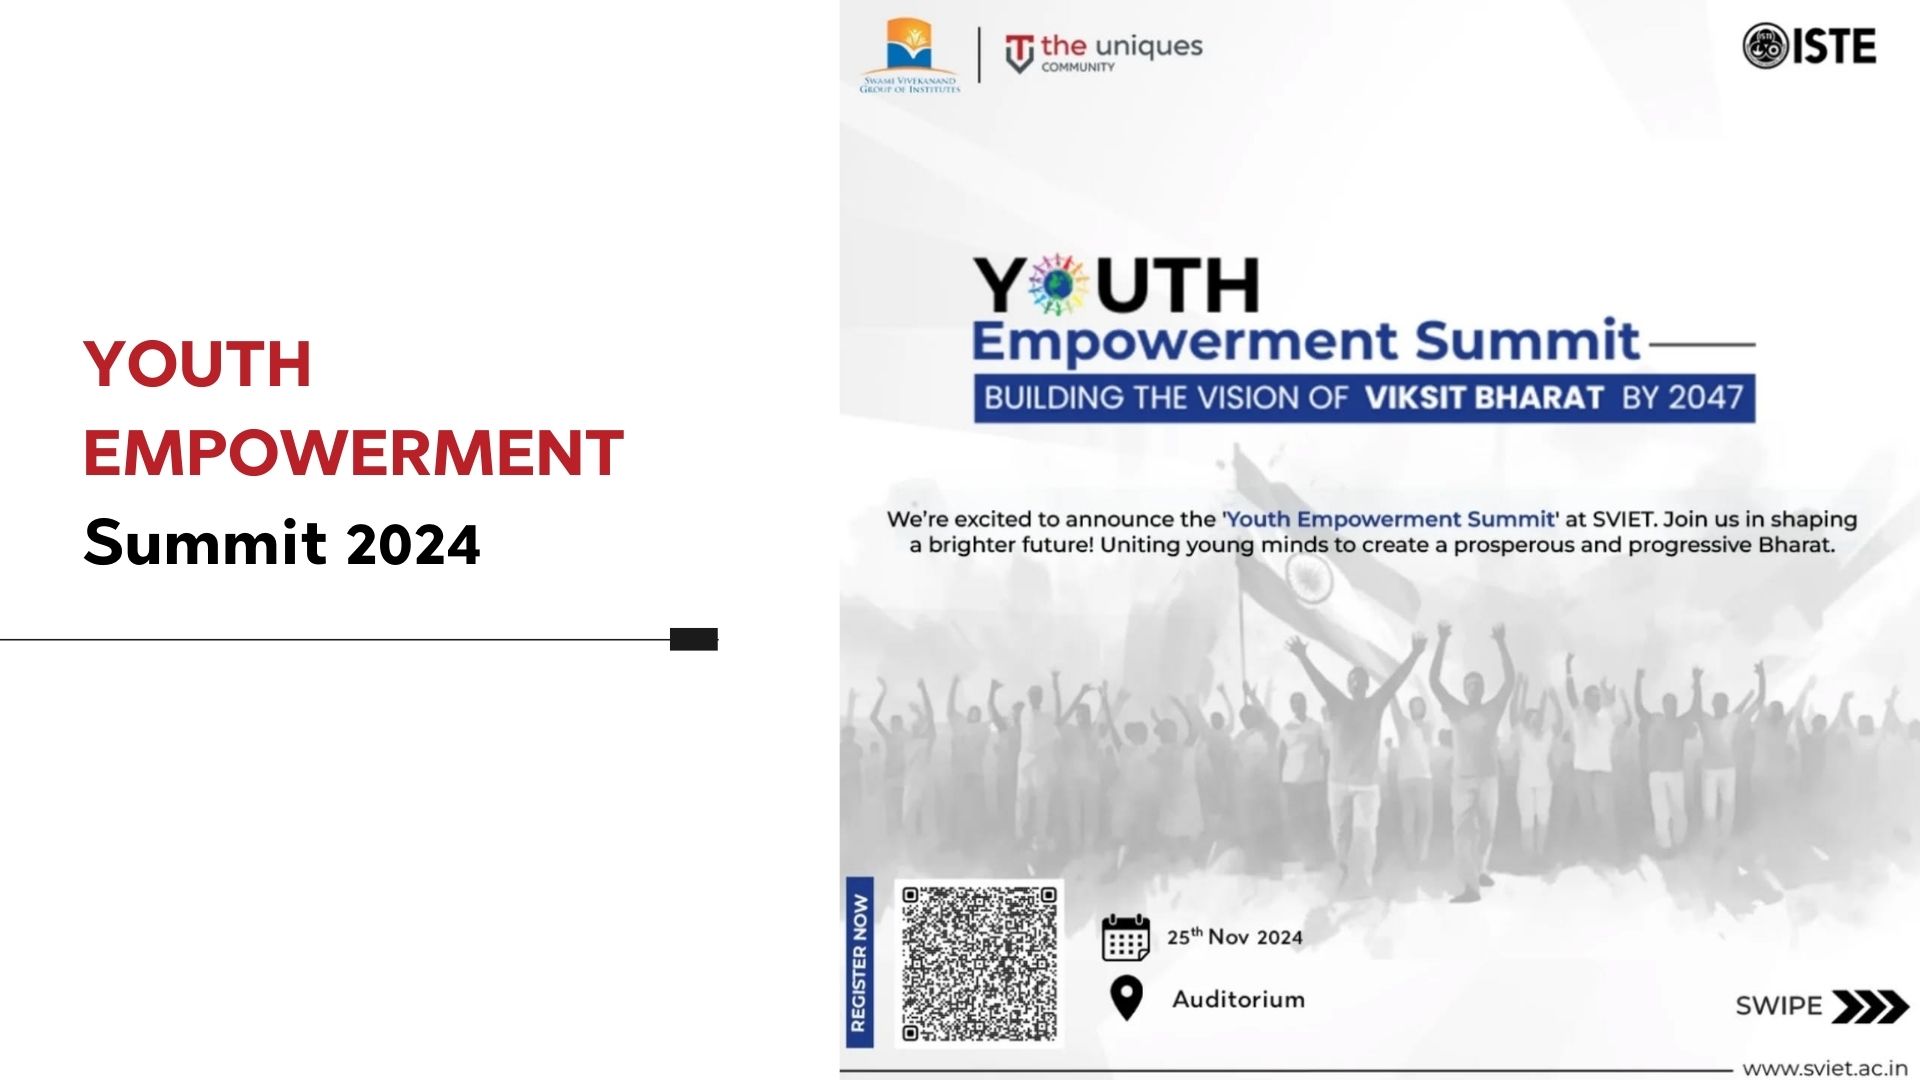 YOUTH
EMPOWERMENT
Summit 2024
SWAMI VIVEKANAND
GROUP OF INSTITUTES
the uniques
COMMUNITY
ISTE
YOUTH
Empowerment Summit
BUILDING THE VISION OF VIKSIT BHARAT BY 2047
We're excited to announce the 'Youth Empowerment Summit' at SVIET. Join us in shaping
a brighter future! Uniting young minds to create a prosperous and progressive Bharat.
REGISTER NOW
25th Nov 2024
Auditorium
SWIPE
www.sviet.ac.in